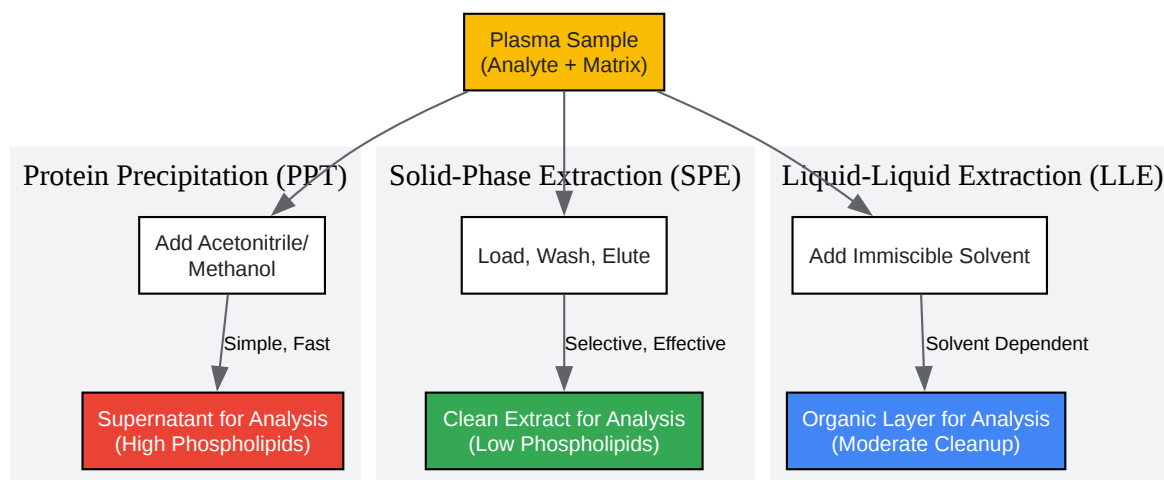 Plasma Sample
(Analyte + Matrix)
Protein Precipitation (PPT)
Solid-Phase Extraction (SPE)
Liquid-Liquid Extraction (LLE)
Add Acetonitrile/
Methanol
Load, Wash, Elute
Add Immiscible Solvent
Simple, Fast
Selective, Effective
Solvent Dependent
Supernatant for Analysis
(High Phospholipids)
Clean Extract for Analysis
(Low Phospholipids)
Organic Layer for Analysis
(Moderate Cleanup)